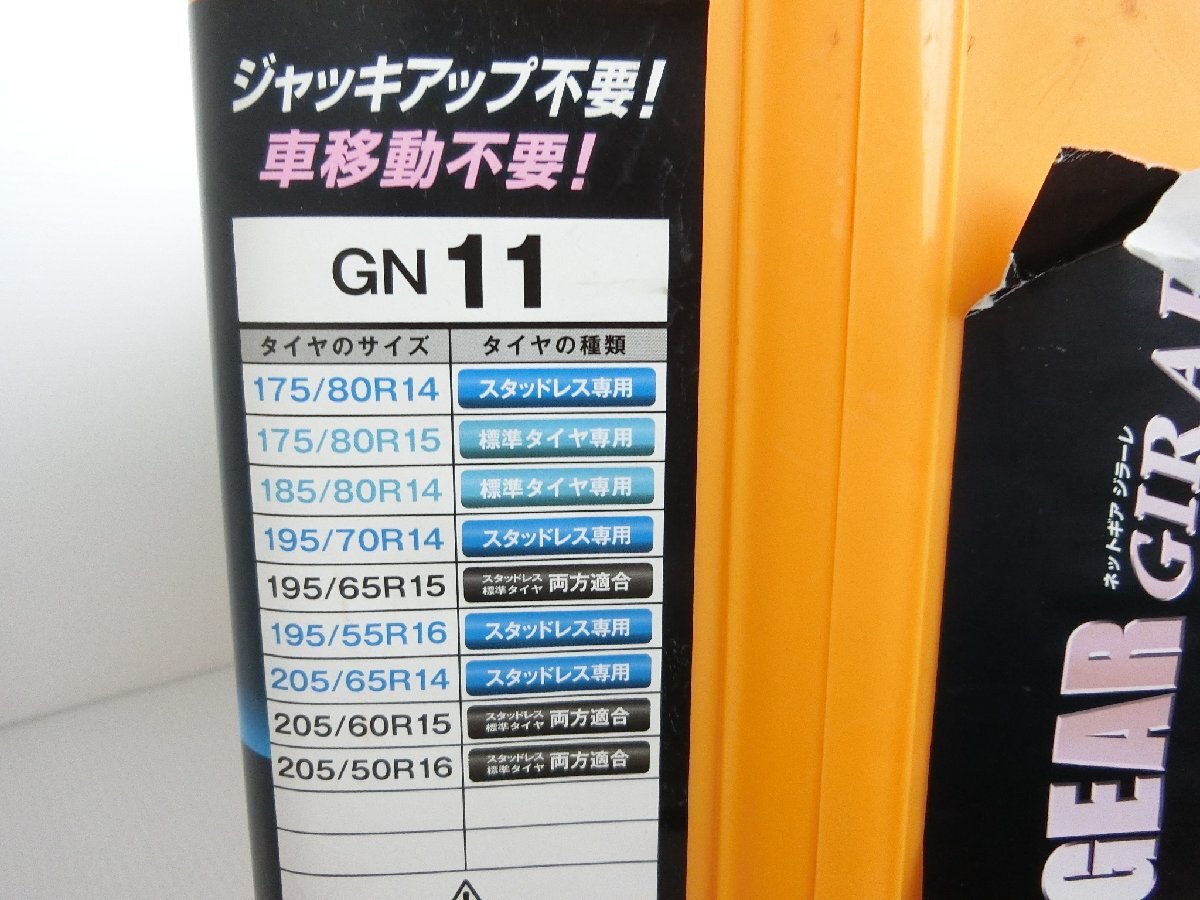 ジャッキアップ不要!
車移動不要!
GN 11
タイヤのサイズ タイヤの種類
175/80R14 スタッドレス専用
175/80R15 標準タイヤ専用
185/80R14 標準タイヤ専用
195/70R14 スタッドレス専用
195/65R15 スタッドレス 標準タイヤ 両方適合
195/55R16 スタッドレス専用
205/65R14 スタッドレス専用
205/60R15 スタッドレス 標準タイヤ 両方適合
205/50R16 スタッドレス 標準タイヤ 両方適合
ネットギア ジラーレ
GEAR